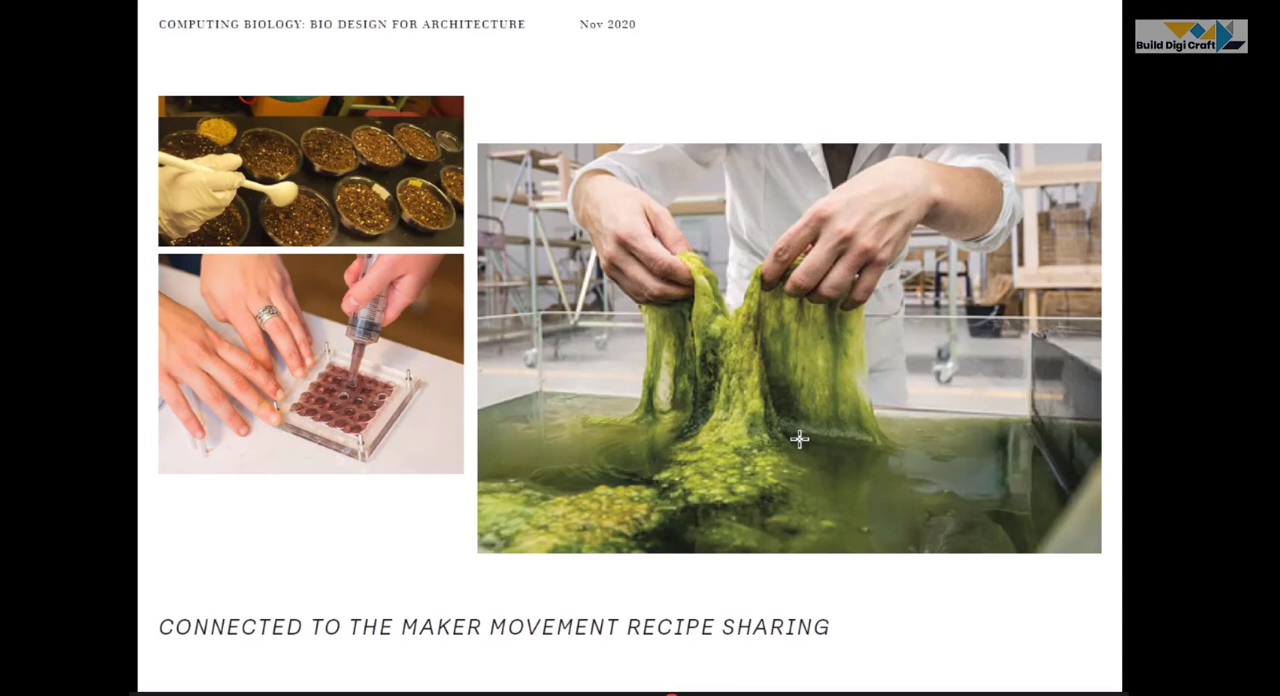 COMPUTING BIOLOGY: BIO DESIGN FOR ARCHITECTURE
Nov 2020
Build Digi Craft
CONNECTED TO THE MAKER MOVEMENT RECIPE SHARING